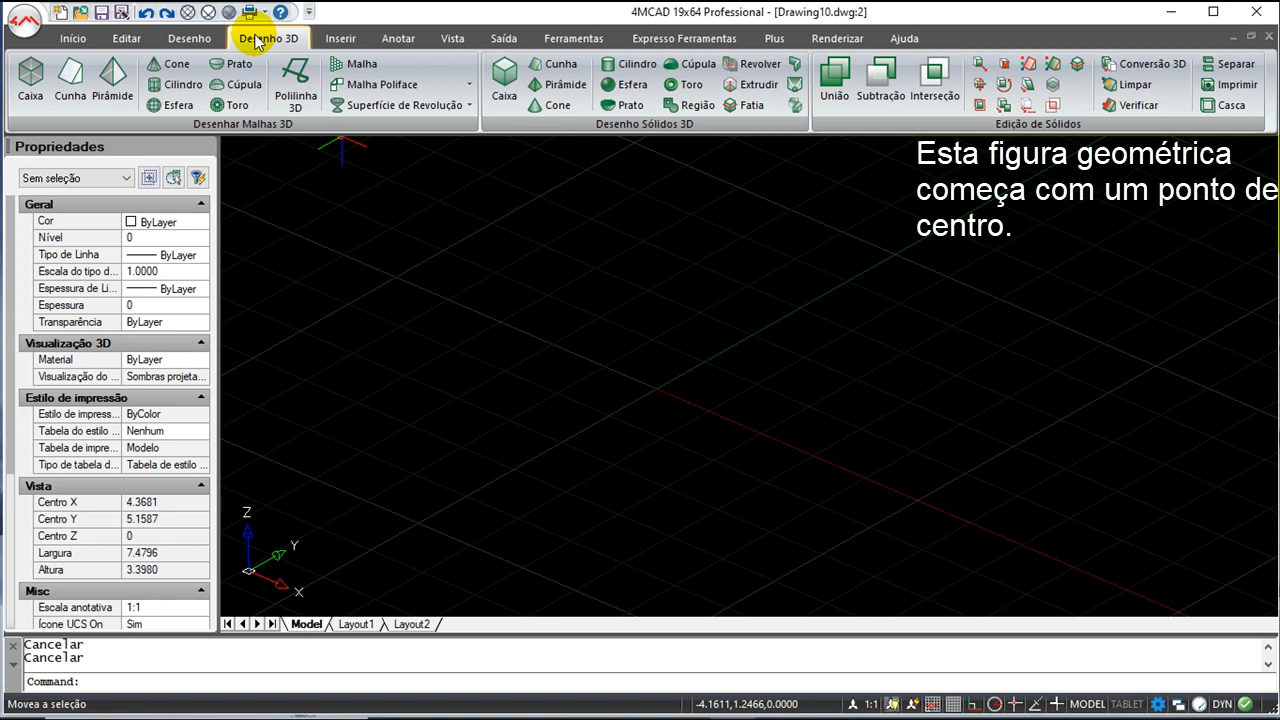 4MCAD 19x64 Professional - [Drawing10.dwg:2]
Início Editar Desenho Desenho 3D Inserir Anotar Vista Saída Ferramentas Expresso Ferramentas Plus Renderizar Ajuda
Caixa Cunha Pirâmide
Cone Prato
Cilindro Cúpula
Esfera Toro
Polilinha 3D
Malha
Malha Poliface
Superfície de Revolução
Desenhar Malhas 3D
Caixa
Cunha Cilindro Cúpula Revolver
Pirâmide Esfera Toro Extrudir
Cone Prato Região Fatia
Desenho Sólidos 3D
União Subtração Interseção
Conversão 3D Separar
Limpar Imprimir
Verificar Casca
Edição de Sólidos
Propriedades
Sem seleção
Geral
Cor ByLayer
Nível 0
Tipo de Linha ByLayer
Escala do tipo d... 1.0000
Espessura de Li... ByLayer
Espessura 0
Transparência ByLayer
Visualização 3D
Material ByLayer
Visualização do ... Sombras projeta...
Estilo de impressão
Estilo de impress... ByColor
Tabela do estilo ... Nenhum
Tabela de impre... Modelo
Tipo de tabela d... Tabela de estilo ...
Vista
Centro X 4.3681
Centro Y 5.1587
Centro Z 0
Largura 7.4796
Altura 3.3980
Misc
Escala anotativa 1:1
Ícone UCS On Sim
Esta figura geométrica
começa com um ponto de
centro.
Z
Y
X
Model Layout1 Layout2
Cancelar
Cancelar
Command:
Movea a seleção
-4.1611,1.2466,0.0000
1:1
MODEL TABLET
DYN